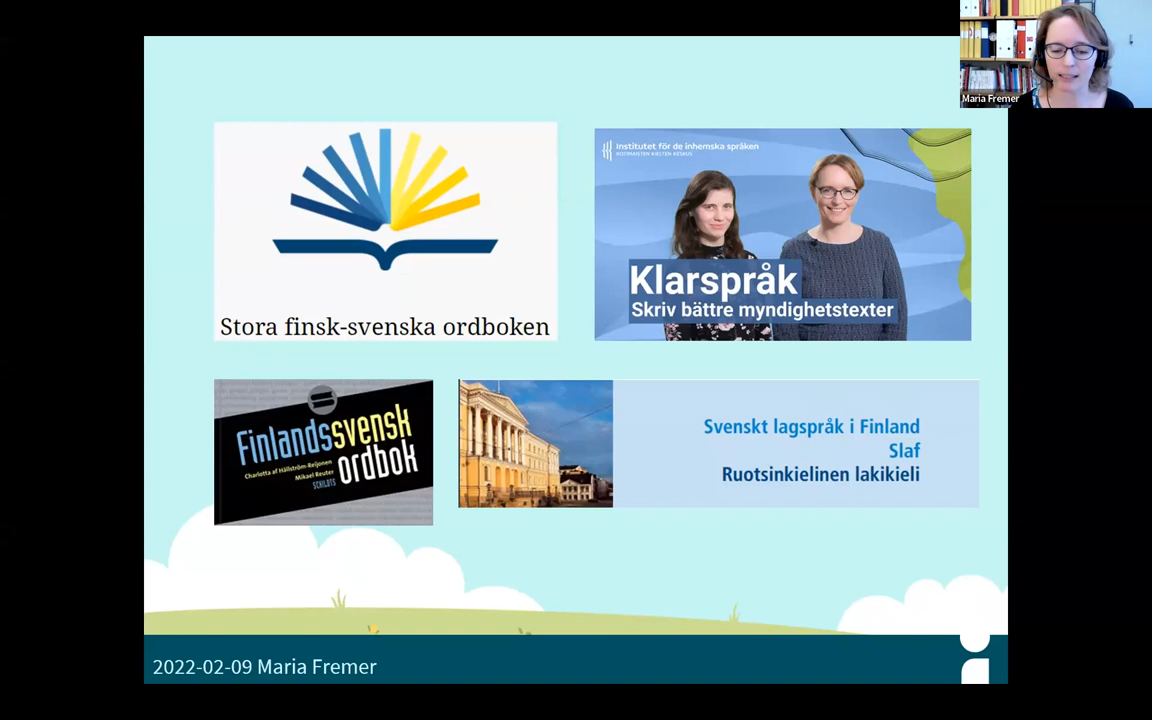 Maria Fremer
Stora finsk-svenska ordboken
Institutet för de inhemska språken
KOTIMAISTEN KIELTEN KESKUS
Klarspråk
Skriv bättre myndighetstexter
Finlandssvensk
ordbok
Charlotta af Hällström-Reijonen
Mikael Reuter
SCHILDTS
Svenskt lagspråk i Finland
Slaf
Ruotsinkielinen lakikieli
2022-02-09 Maria Fremer